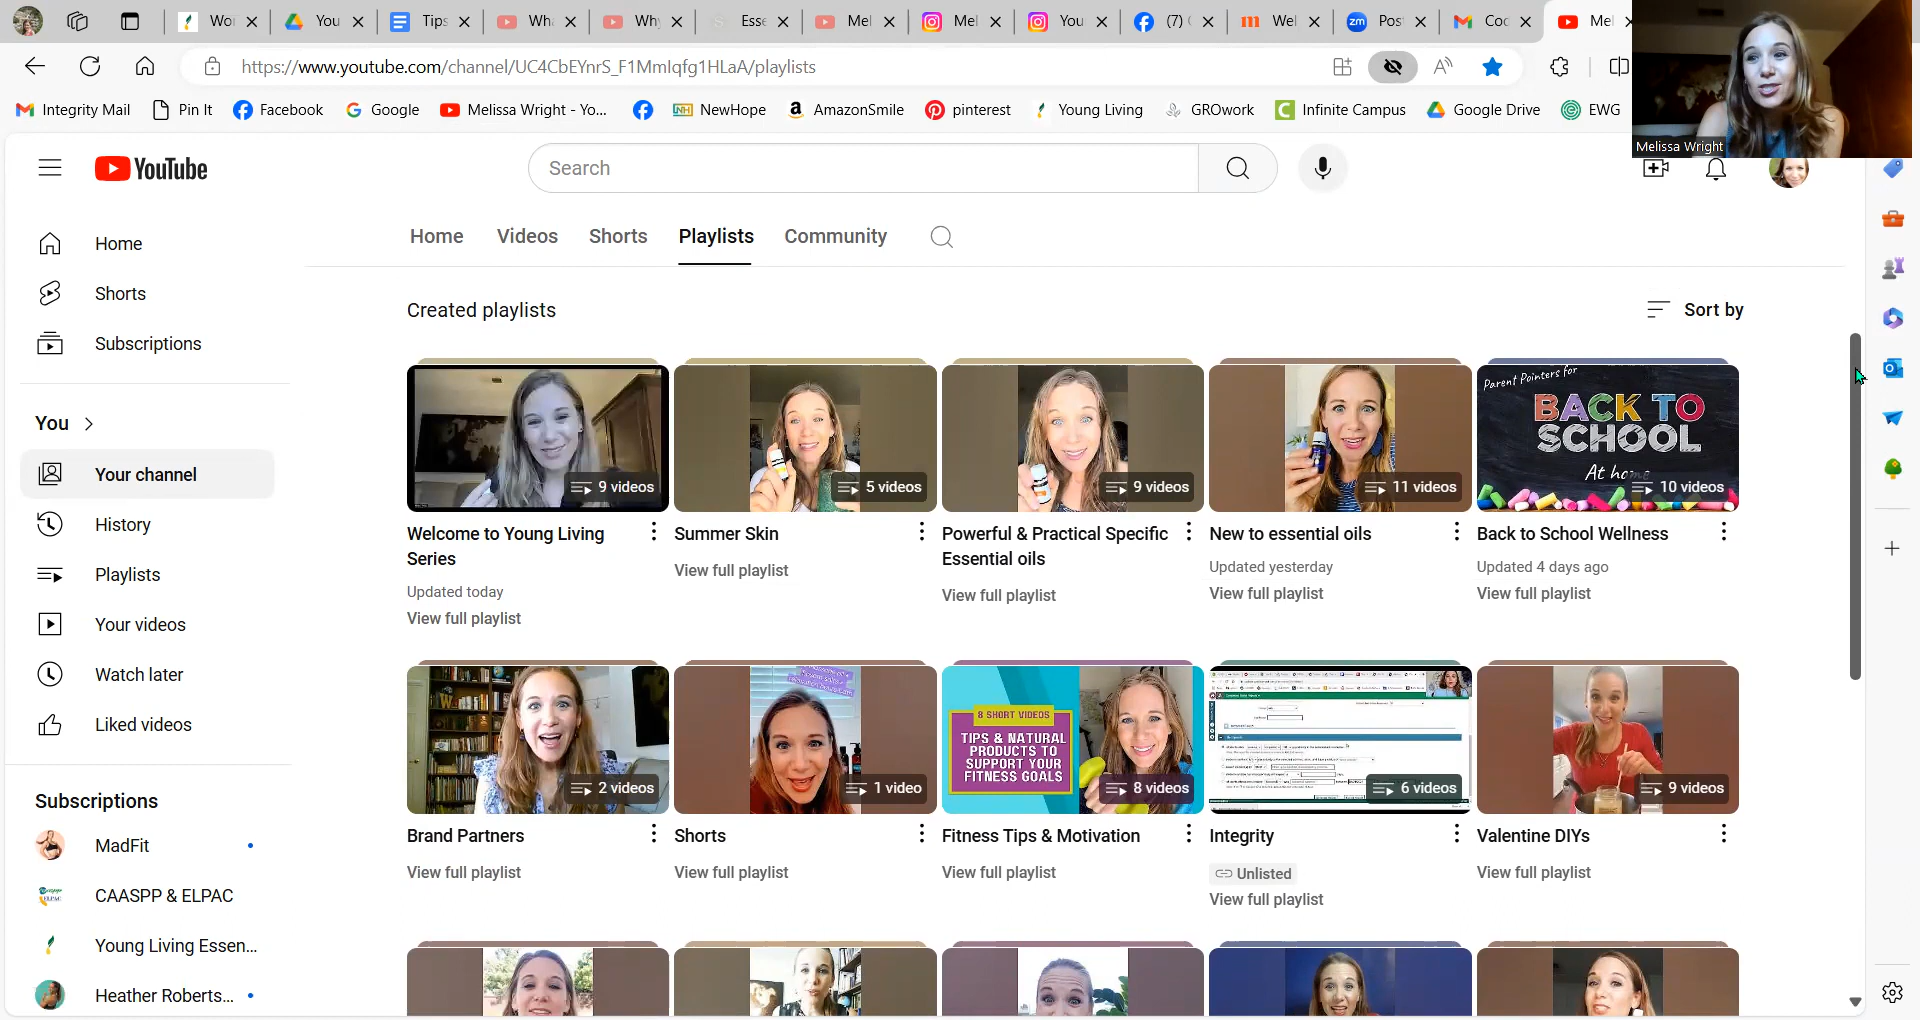 Wor
You
Tips
Wha
Why
Esse
Mel
Mel
You
(7)
Wel
Pos
Coc
Mel
https://www.youtube.com/channel/UC4CbEYnrS_F1MmIqfg1HLaA/playlists
Integrity Mail
Pin It
Facebook
Google
Melissa Wright - Yo...
NewHope
AmazonSmile
pinterest
Young Living
GROwork
Infinite Campus
Google Drive
EWG
Melissa Wright
YouTube
Search
Home
Videos
Shorts
Playlists
Community
Home
Shorts
Subscriptions
You
Your channel
History
Playlists
Your videos
Watch later
Liked videos
Subscriptions
MadFit
CAASPP & ELPAC
Young Living Essen...
Heather Roberts...
Created playlists
Sort by
9 videos
5 videos
9 videos
11 videos
Parent Pointers for
BACK TO
SCHOOL
At home
10 videos
Welcome to Young Living
Series
Updated today
View full playlist
Summer Skin
View full playlist
Powerful & Practical Specific
Essential oils
View full playlist
New to essential oils
Updated yesterday
View full playlist
Back to School Wellness
Updated 4 days ago
View full playlist
2 videos
1 video
8 SHORT VIDEOS
TIPS & NATURAL
PRODUCTS TO
SUPPORT YOUR
FITNESS GOALS
8 videos
6 videos
9 videos
Brand Partners
View full playlist
Shorts
View full playlist
Fitness Tips & Motivation
View full playlist
Integrity
Unlisted
View full playlist
Valentine DIYs
View full playlist